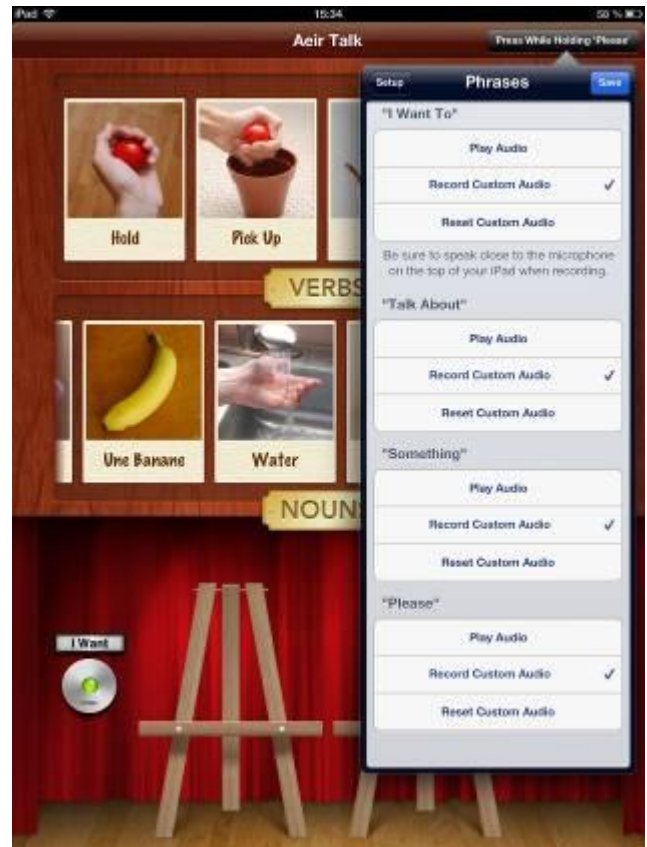 iPad 15:34 50 %
Aeir Talk Press While Holding 'Please'
Setup Phrases Save
"I Want To"
Play Audio
Record Custom Audio ✓
Reset Custom Audio
Be sure to speak close to the microphone
on the top of your iPad when recording.
"Talk About"
Play Audio
Record Custom Audio ✓
Reset Custom Audio
"Something"
Play Audio
Record Custom Audio ✓
Reset Custom Audio
"Please"
Play Audio
Record Custom Audio ✓
Reset Custom Audio
Hold Pick Up
VERBS
Une Banane Water
NOUN
I Want